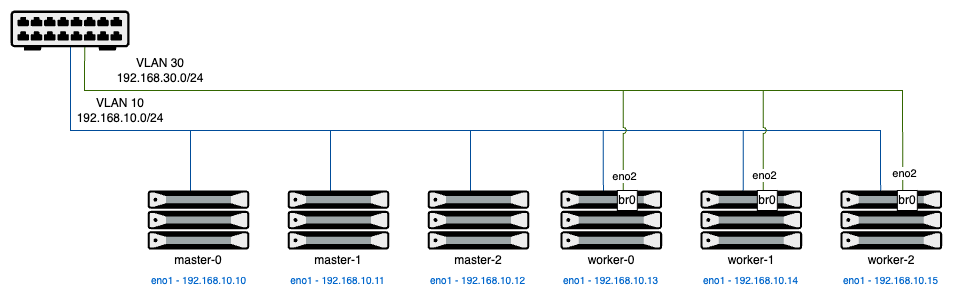 VLAN 30
192.168.30.0/24
VLAN 10
192.168.10.0/24
eno2
eno2
eno2
br0
br0
br0
master-0
master-1
master-2
worker-0
worker-1
worker-2
eno1 - 192.168.10.10
eno1 - 192.168.10.11
eno1 - 192.168.10.12
eno1 - 192.168.10.13
eno1 - 192.168.10.14
eno1 - 192.168.10.15